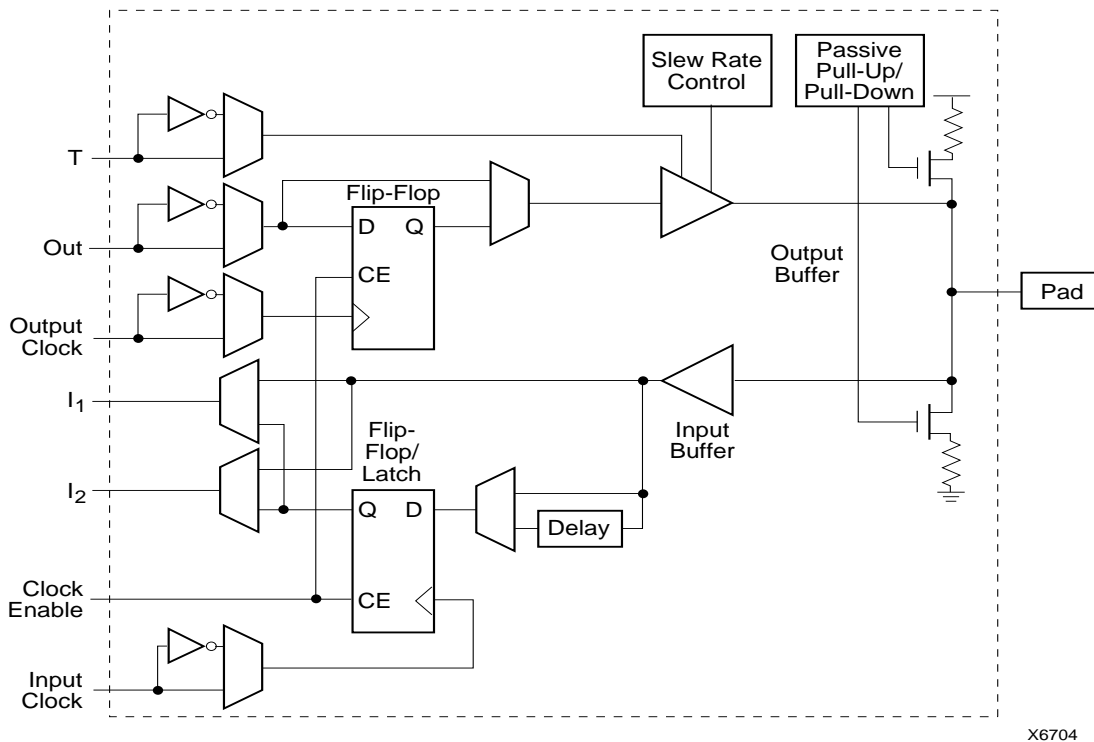 Slew Rate
Control
Passive
Pull-Up/
Pull-Down
T
Flip-Flop
D
Q
Out
CE
Output
Buffer
Pad
Output
Clock
I1
Flip-
Flop/
Latch
Input
Buffer
I2
Q
D
Delay
Clock
Enable
CE
Input
Clock
X6704